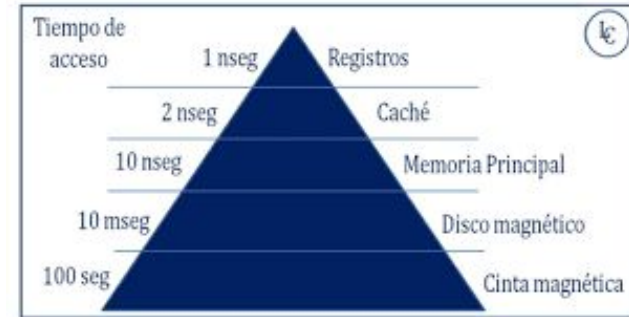 Tiempo de
acceso
1 nseg Registros
2 nseg Caché
10 nseg Memoria Principal
10 mseg Disco magnético
100 seg Cinta magnética